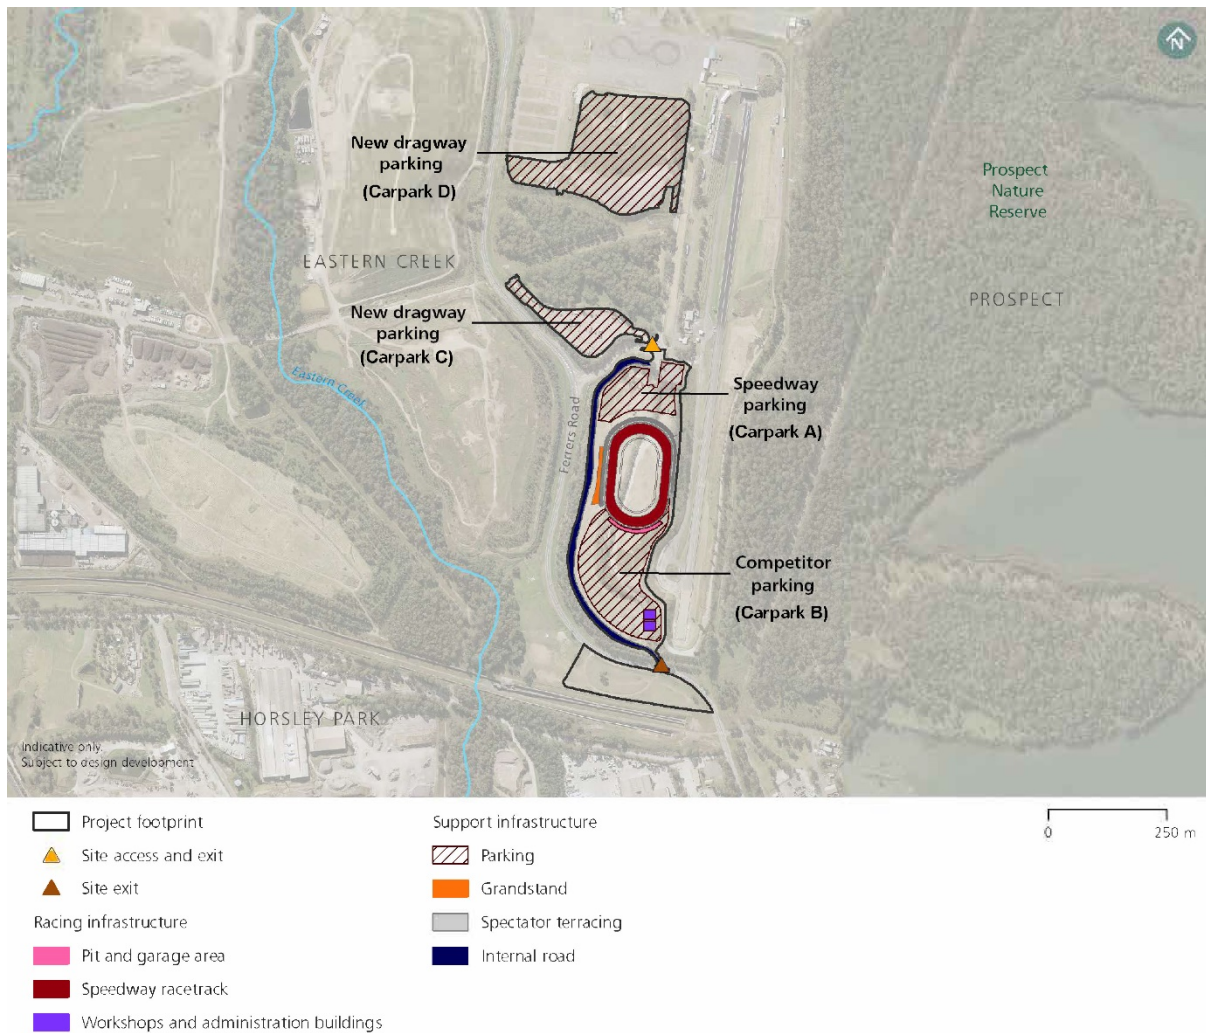 N
New dragway
parking
(Carpark D)
Prospect
Nature
Reserve
EASTERN CREEK
PROSPECT
New dragway
parking
(Carpark C)
Eastern Creek
Ferrers Road
Speedway
parking
(Carpark A)
Competitor
parking
(Carpark B)
HORSLEY PARK
Indicative only.
Subject to design development
Project footprint
Site access and exit
Site exit
Racing infrastructure
Pit and garage area
Speedway racetrack
Workshops and administration buildings
Support infrastructure
Parking
Grandstand
Spectator terracing
Internal road
0 250 m